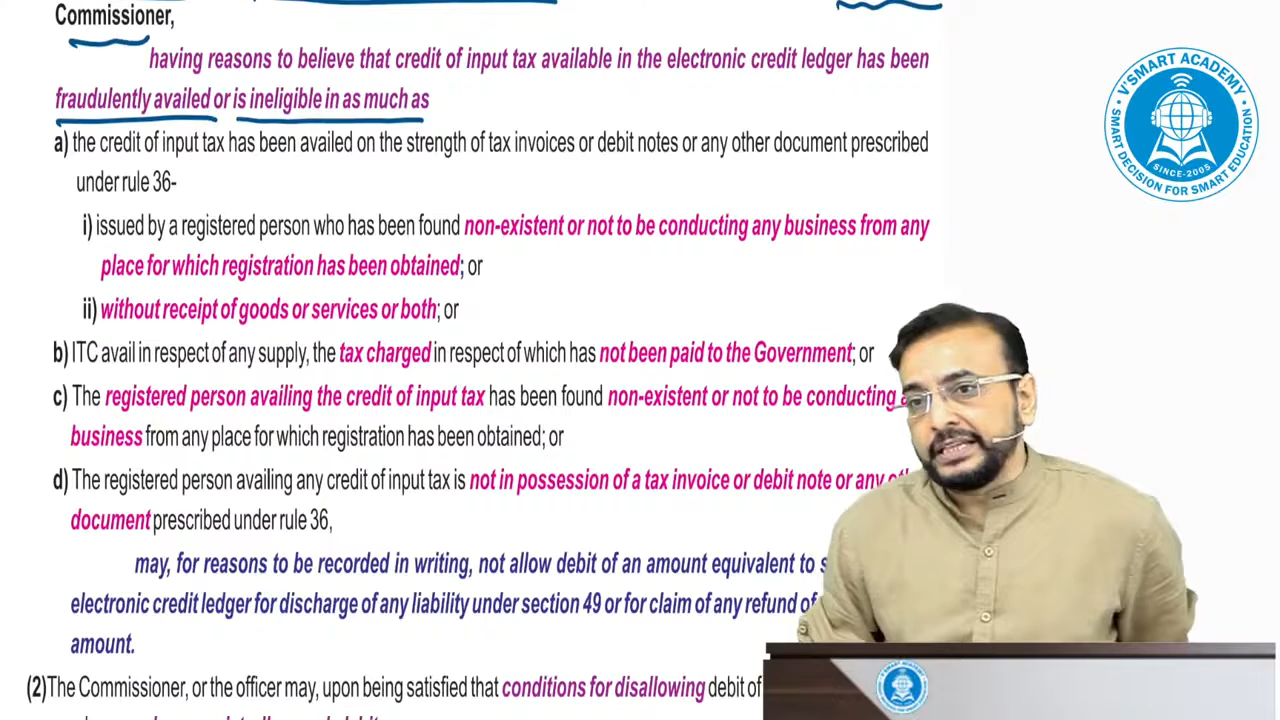 Commissioner,
having reasons to believe that credit of input tax available in the electronic credit ledger has been
fraudulently availed or is ineligible in as much as
a) the credit of input tax has been availed on the strength of tax invoices or debit notes or any other document prescribed
under rule 36-
i) issued by a registered person who has been found non-existent or not to be conducting any business from any
place for which registration has been obtained; or
ii) without receipt of goods or services or both; or
b) ITC avail in respect of any supply, the tax charged in respect of which has not been paid to the Government; or
c) The registered person availing the credit of input tax has been found non-existent or not to be conducting
business from any place for which registration has been obtained; or
d) The registered person availing any credit of input tax is not in possession of a tax invoice or debit note or any
document prescribed under rule 36,
may, for reasons to be recorded in writing, not allow debit of an amount equivalent to
electronic credit ledger for discharge of any liability under section 49 or for claim of any refund of
amount.
(2)The Commissioner, or the officer may, upon being satisfied that conditions for disallowing debit of
V'SMART ACADEMY
SINCE-2005
SMART DECISION FOR SMART EDUCATION